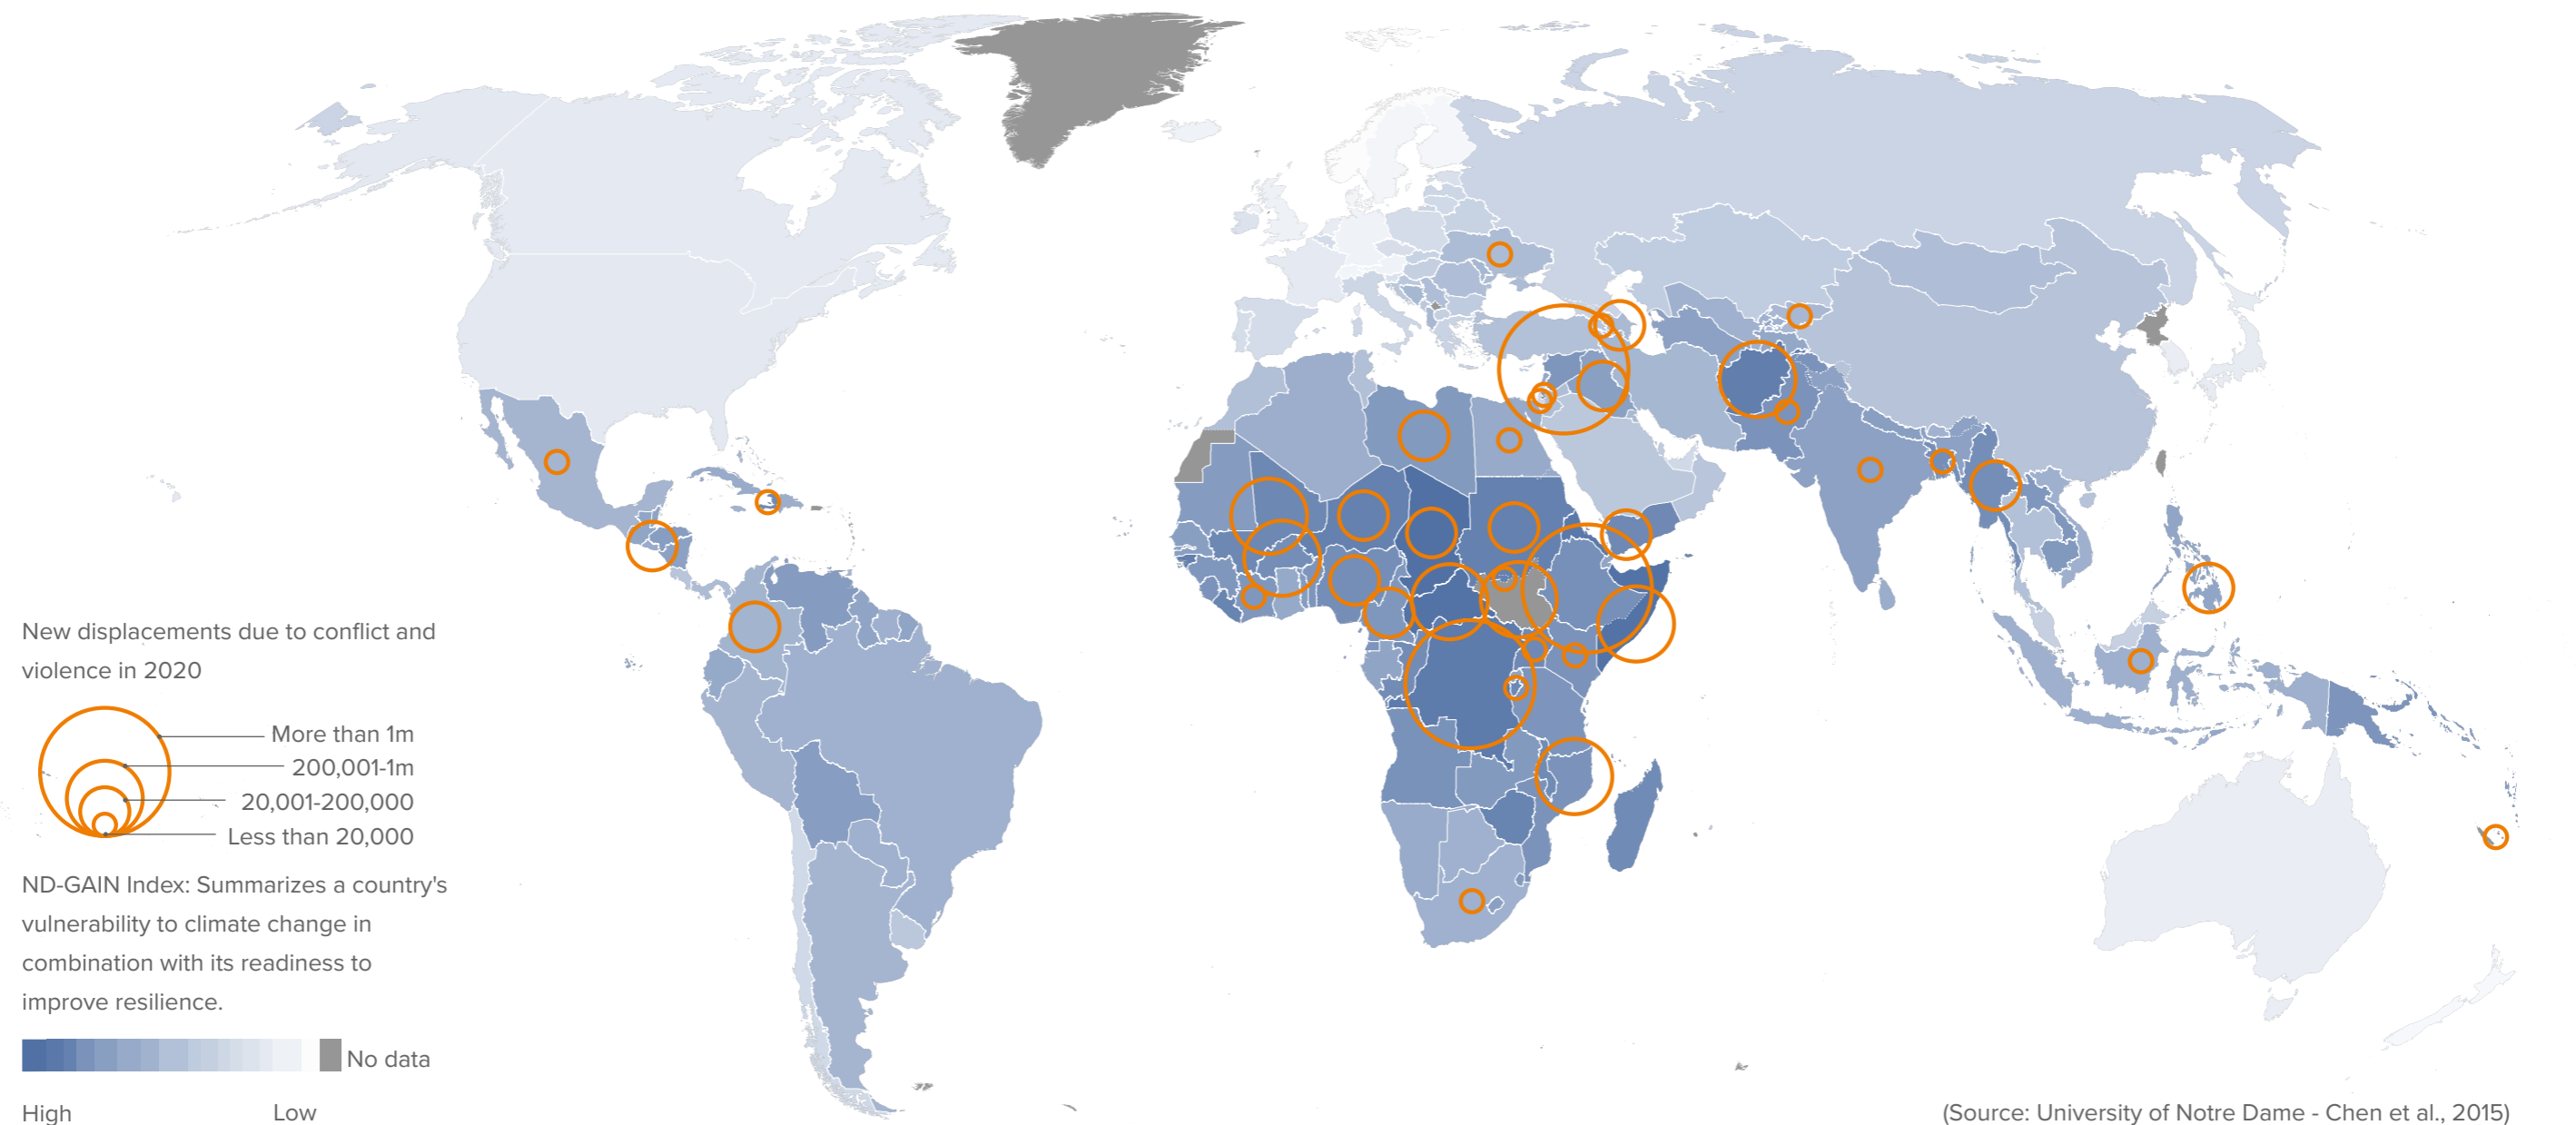 New displacements due to conflict and
violence in 2020
More than 1m
200,001-1m
20,001-200,000
Less than 20,000
ND-GAIN Index: Summarizes a country's
vulnerability to climate change in
combination with its readiness to
improve resilience.
No data
High
Low
(Source: University of Notre Dame - Chen et al., 2015)